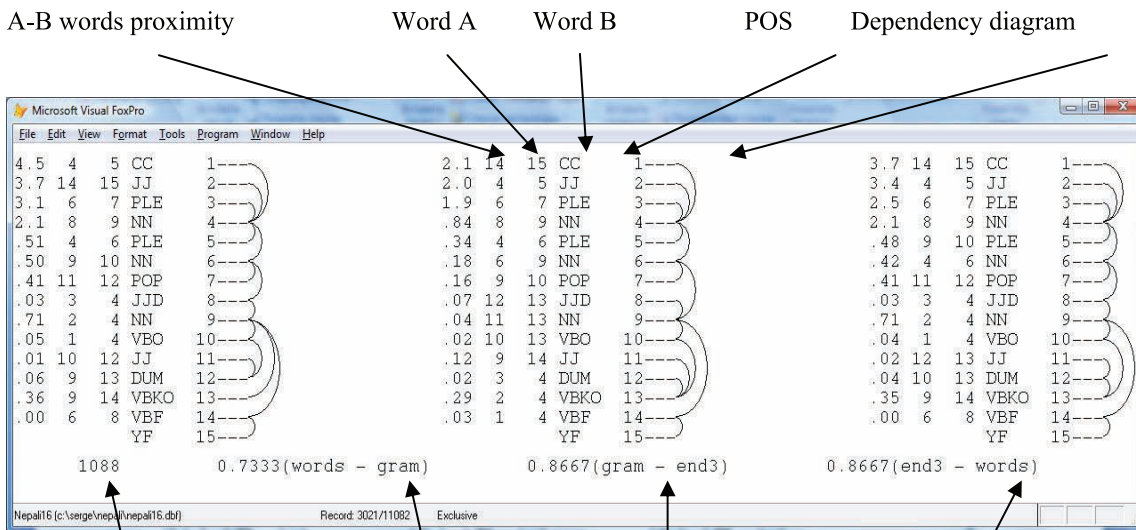 A-B words proximity Word A Word B POS Dependency diagram
Microsoft Visual FoxPro
File Edit View Format Tools Program Window Help
4.5 4 5 CC 1 2.1 14 15 CC 1 3.7 14 15 CC 1
3.7 14 15 JJ 2 2.0 4 5 JJ 2 3.4 4 5 JJ 2
3.1 6 7 PLE 3 1.9 6 7 PLE 3 2.5 6 7 PLE 3
2.1 8 9 NN 4 .84 8 9 NN 4 2.1 8 9 NN 4
.51 4 6 PLE 5 .34 4 6 PLE 5 .48 9 10 PLE 5
.50 9 10 NN 6 .18 6 9 NN 6 .42 4 6 NN 6
.41 11 12 POP 7 .16 9 10 POP 7 .41 11 12 POP 7
.03 3 4 JJD 8 .07 12 13 JJD 8 .03 3 4 JJD 8
.71 2 4 NN 9 .04 11 13 NN 9 .71 2 4 NN 9
.05 1 4 VBO 10 .02 10 13 VBO 10 .04 1 4 VBO 10
.01 10 12 JJ 11 .12 9 14 JJ 11 .02 12 13 JJ 11
.06 9 13 DUM 12 .02 3 4 DUM 12 .04 10 13 DUM 12
.36 9 14 VBKO 13 .29 2 4 VBKO 13 .35 9 14 VBKO 13
.00 6 8 VBF 14 .03 1 4 VBF 14 .00 6 8 VBF 14
YF 15 YF 15 YF 15
1088 0.7333(words - gram) 0.8667(gram - end3) 0.8667(end3 - words)
Nepali16 (c:\serge\nepali\nepali16.dbf) Record: 3021/11082 Exclusive